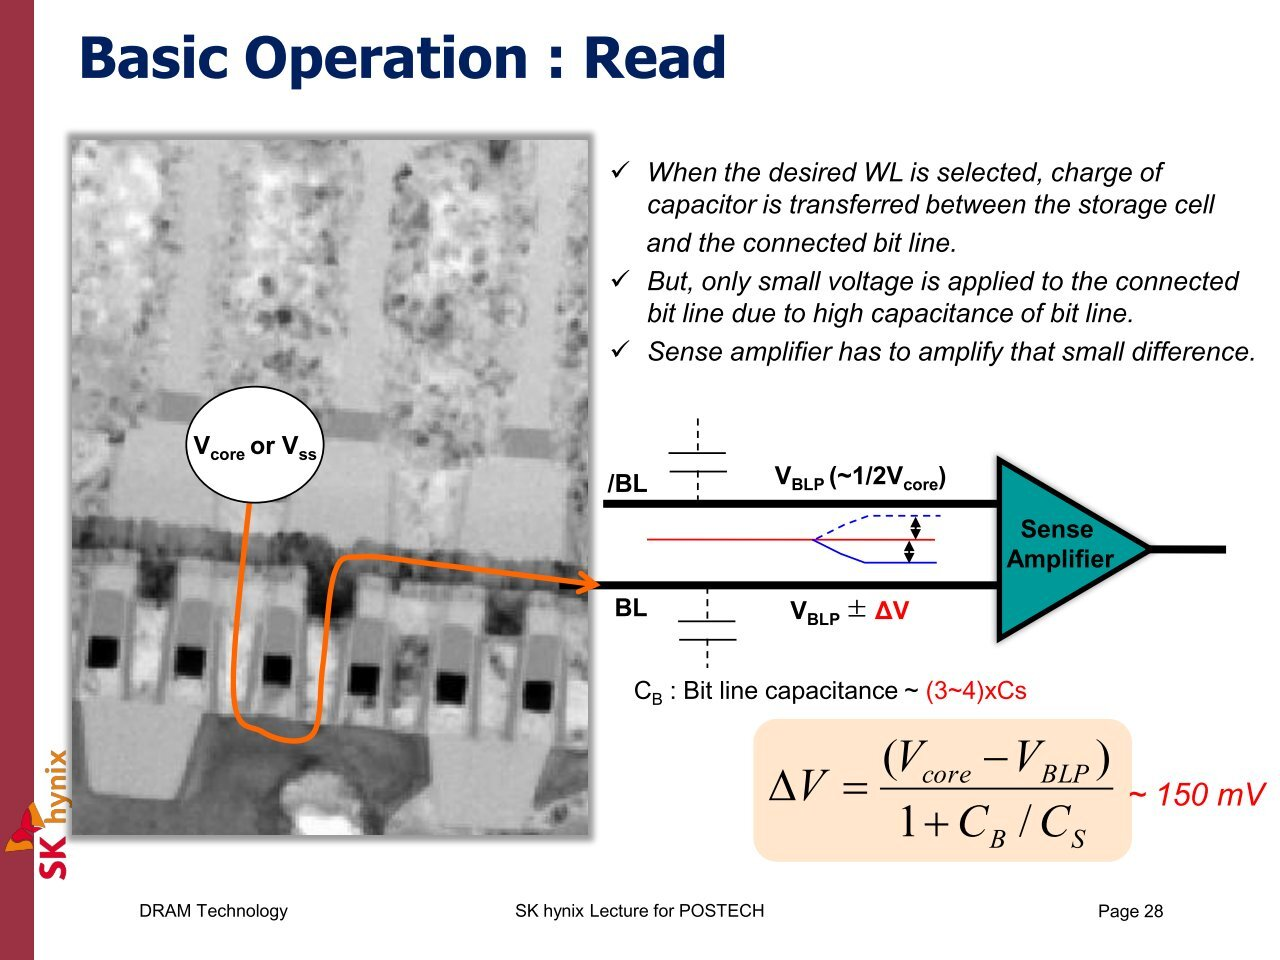 Basic Operation : Read
✓ When the desired WL is selected, charge of
capacitor is transferred between the storage cell
and the connected bit line.
✓ But, only small voltage is applied to the connected
bit line due to high capacitance of bit line.
✓ Sense amplifier has to amplify that small difference.
Vcore or Vss
/BL
VBLP (~1/2Vcore)
Sense
Amplifier
BL
VBLP ± ΔV
CB : Bit line capacitance ~ (3~4)xCs
ΔV = (Vcore − VBLP) / 1 + CB / CS
~ 150 mV
SK hynix
DRAM Technology
SK hynix Lecture for POSTECH
Page 28